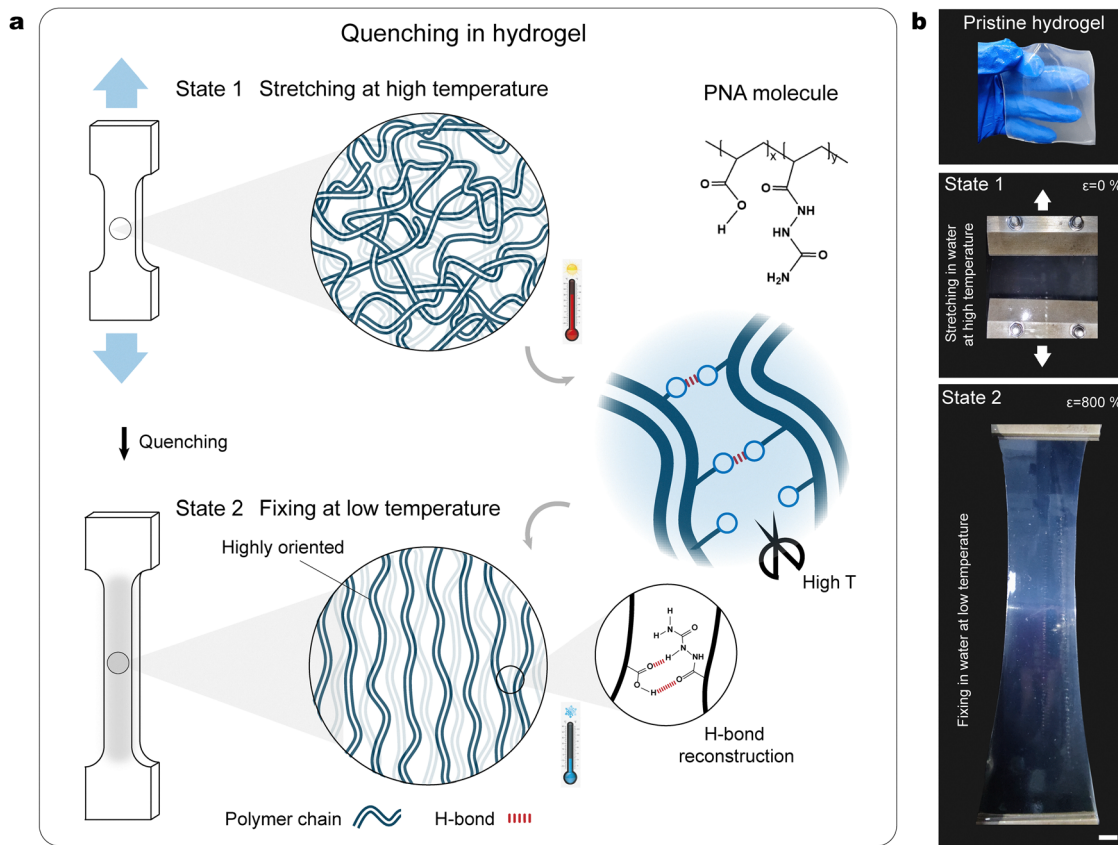 a
Quenching in hydrogel
State 1 Stretching at high temperature
PNA molecule
x
y
O
O
O
H
NH
HN
O
H₂N
Quenching
State 2 Fixing at low temperature
Highly oriented
High T
H
N
H
O
H
N
O
NH
O
H
O
H-bond
reconstruction
Polymer chain
H-bond
b
Pristine hydrogel
State 1
ε=0 %
Stretching in water
at high temperature
State 2
ε=800 %
Fixing in water at low temperature